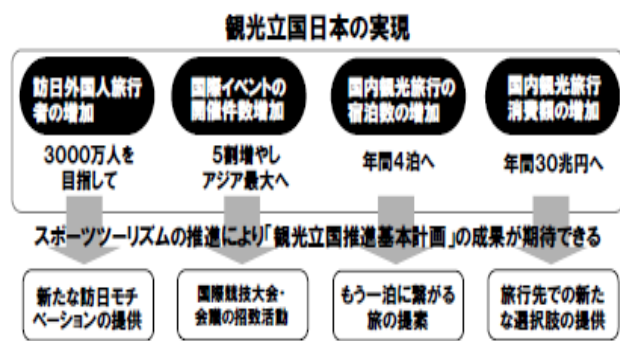 観光立国日本の実現
訪日外国人旅行
者の増加
国際イベントの
開催件数増加
国内観光旅行の
宿泊数の増加
国内観光旅行
消費額の増加
3000万人を
目指して
5割増やし
アジア最大へ
年間4泊へ
年間30兆円へ
スポーツツーリズムの推進により「観光立国推進基本計画」の成果が期待できる
新たな訪日モチ
ベーションの提供
国際競技大会・
会議の招致活動
もう一泊に繋がる
旅の提案
旅行先での新た
な選択肢の提供